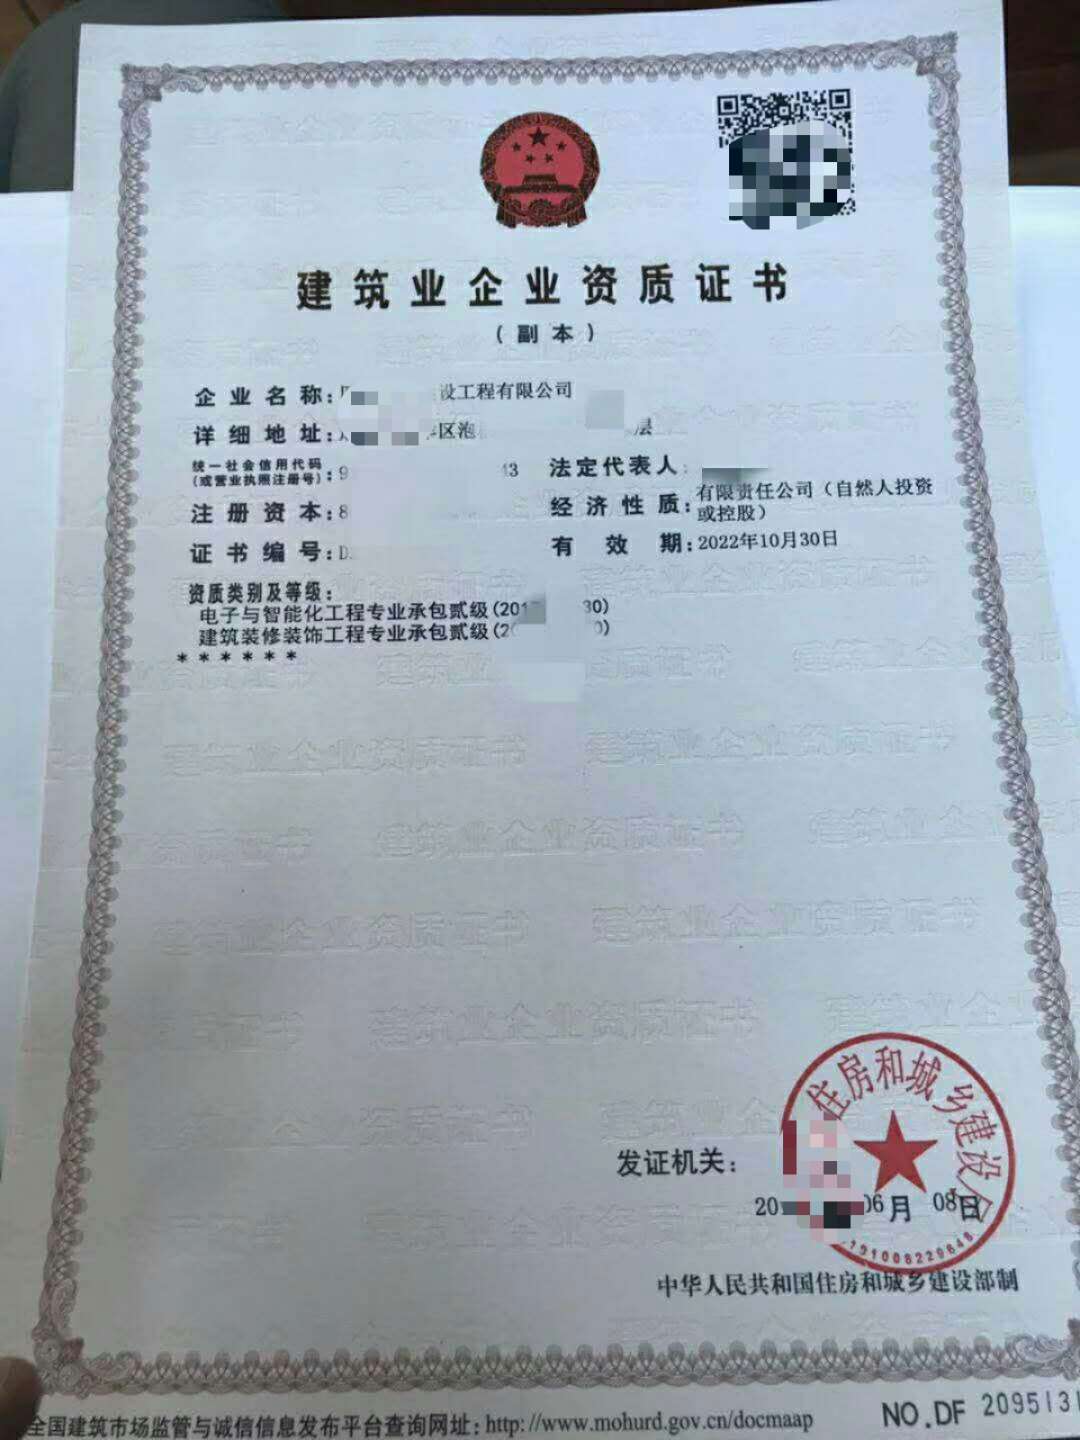 建筑业企业资质证书
(副本)
企业名称: 设工程有限公司
详细地址: 区泡 层
统一社会信用代码
(或营业执照注册号): 9 43
法定代表人:
注册资本: 8
经济性质: 有限责任公司（自然人投资
或控股）
证书编号: D
有效期: 2022年10月30日
资质类别及等级:
电子与智能化工程专业承包贰级(201 30)
建筑装修装饰工程专业承包贰级(20 0)
******
住房和城乡建设
发证机关:
20 06月 08日
中华人民共和国住房和城乡建设部制
全国建筑市场监管与诚信信息发布平台查询网址: http://www.mohurd.gov.cn/docmaap
NO.DF 2095131